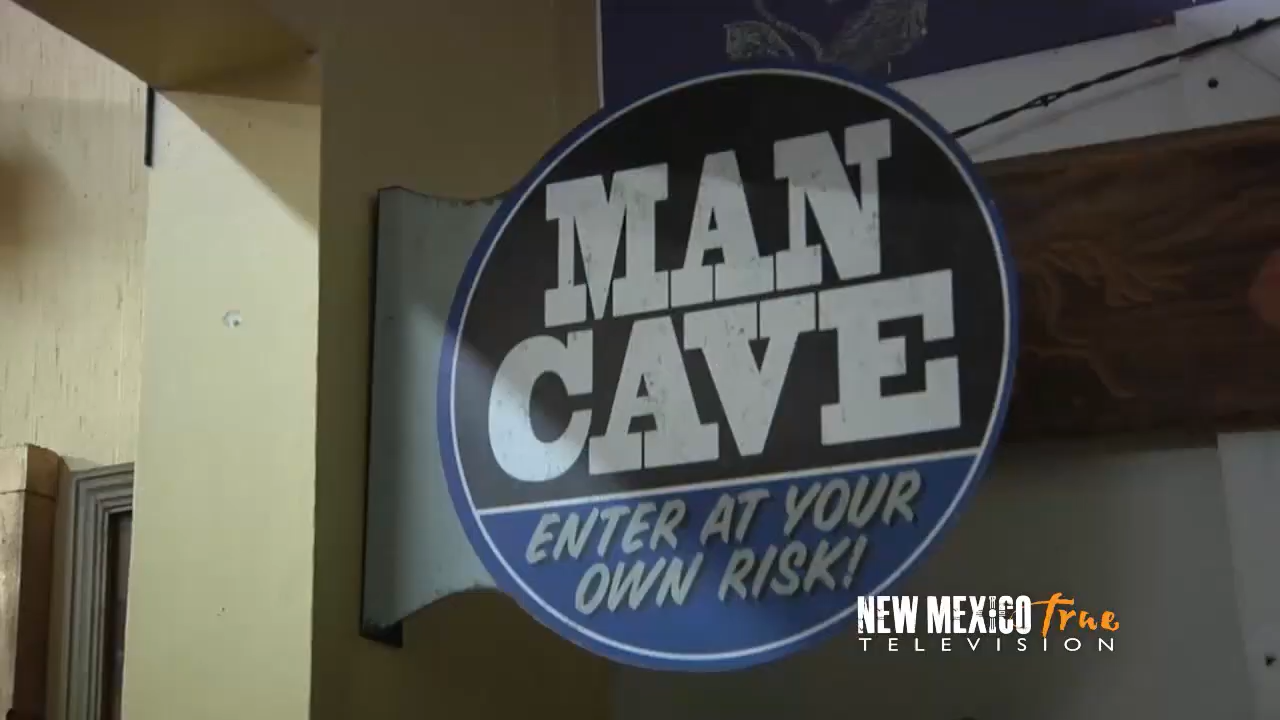 MAN
CAVE
ENTER AT YOUR
OWN RISK!
NEW MEXICO True
TELEVISION